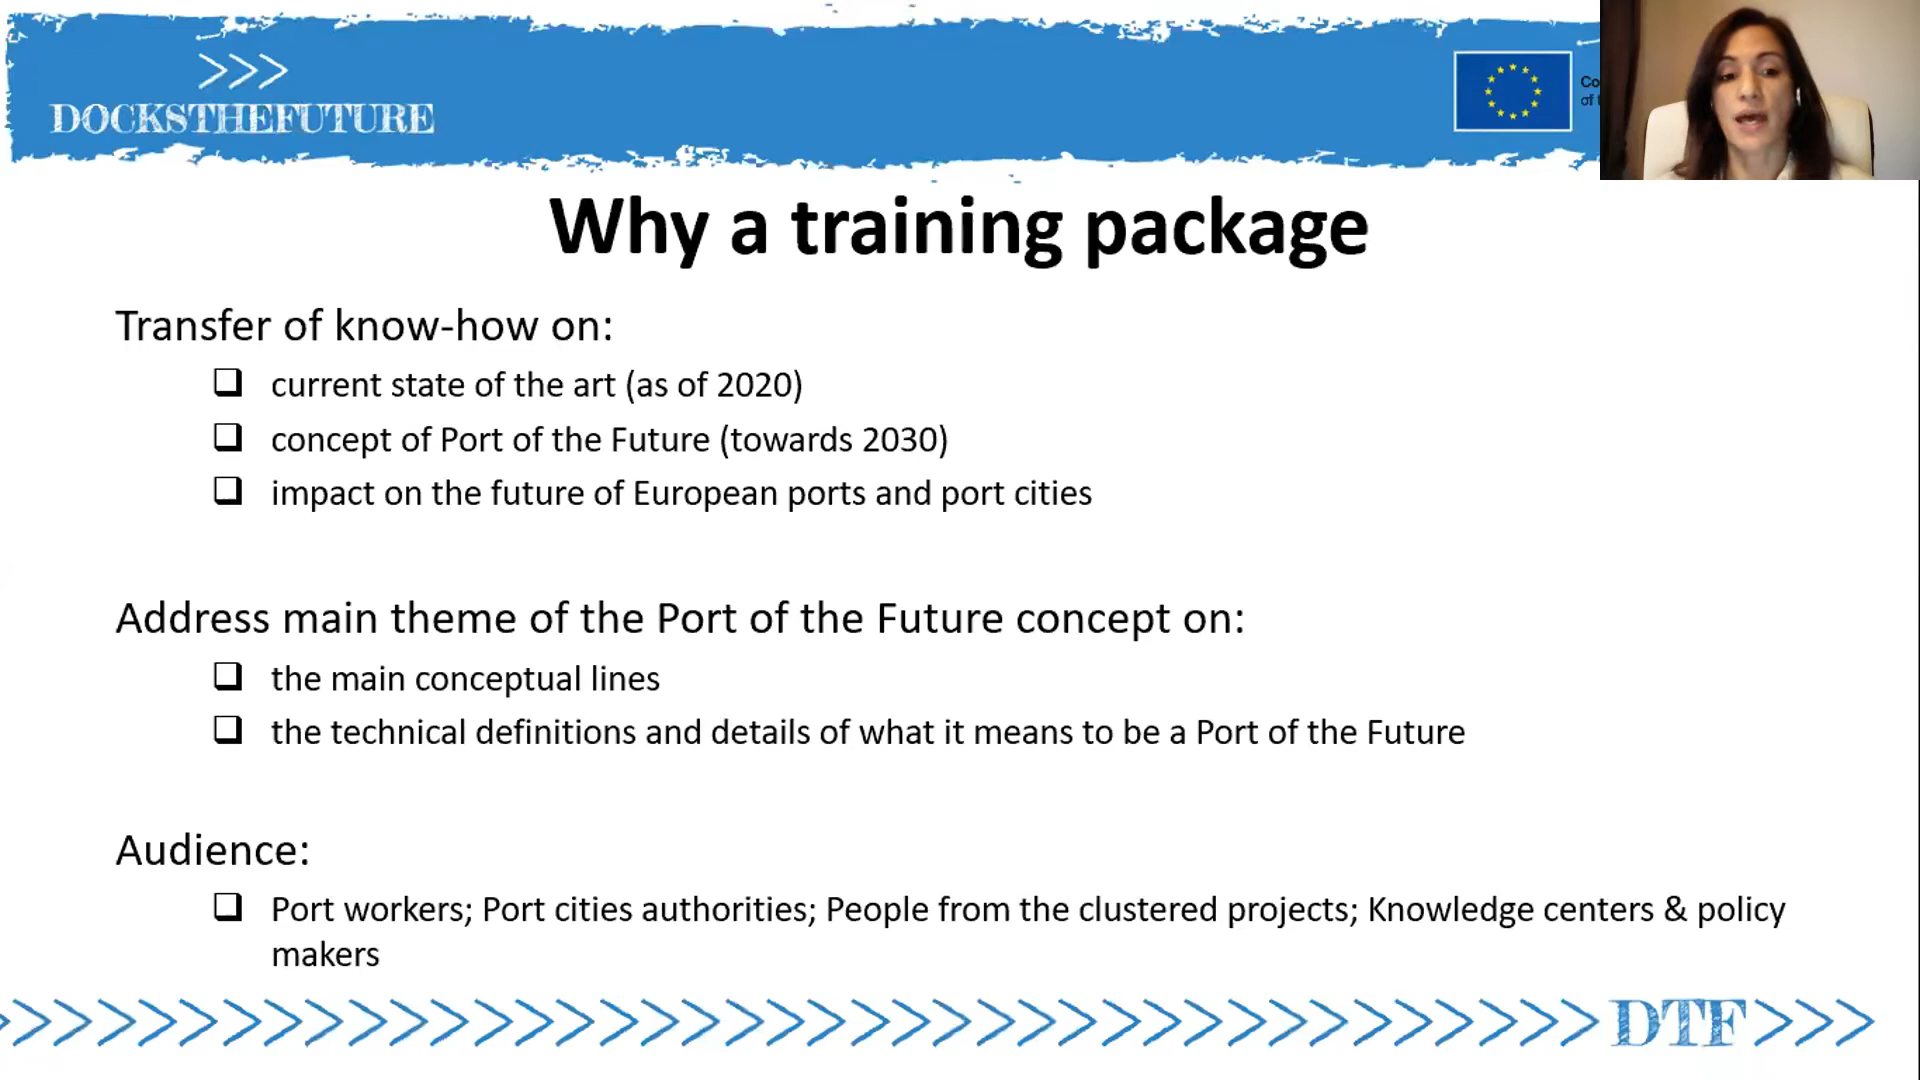 >>>
DOCKSTHEFUTURE
Co
of
Why a training package
Transfer of know-how on:
current state of the art (as of 2020)
concept of Port of the Future (towards 2030)
impact on the future of European ports and port cities
Address main theme of the Port of the Future concept on:
the main conceptual lines
the technical definitions and details of what it means to be a Port of the Future
Audience:
Port workers; Port cities authorities; People from the clustered projects; Knowledge centers & policy
makers
DTF